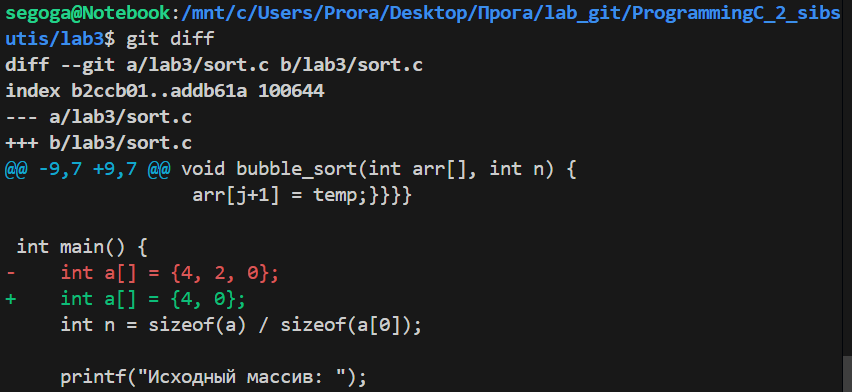 segoga@Notebook:/mnt/c/Users/Prora/Desktop/Прога/lab_git/ProgrammingC_2_sibs
utis/lab3$ git diff
diff --git a/lab3/sort.c b/lab3/sort.c
index b2ccb01..addb61a 100644
--- a/lab3/sort.c
+++ b/lab3/sort.c
@@ -9,7 +9,7 @@ void bubble_sort(int arr[], int n) {
                 arr[j+1] = temp;}}}}

 int main() {
-    int a[] = {4, 2, 0};
+    int a[] = {4, 0};
     int n = sizeof(a) / sizeof(a[0]);

     printf("Исходный массив: ");